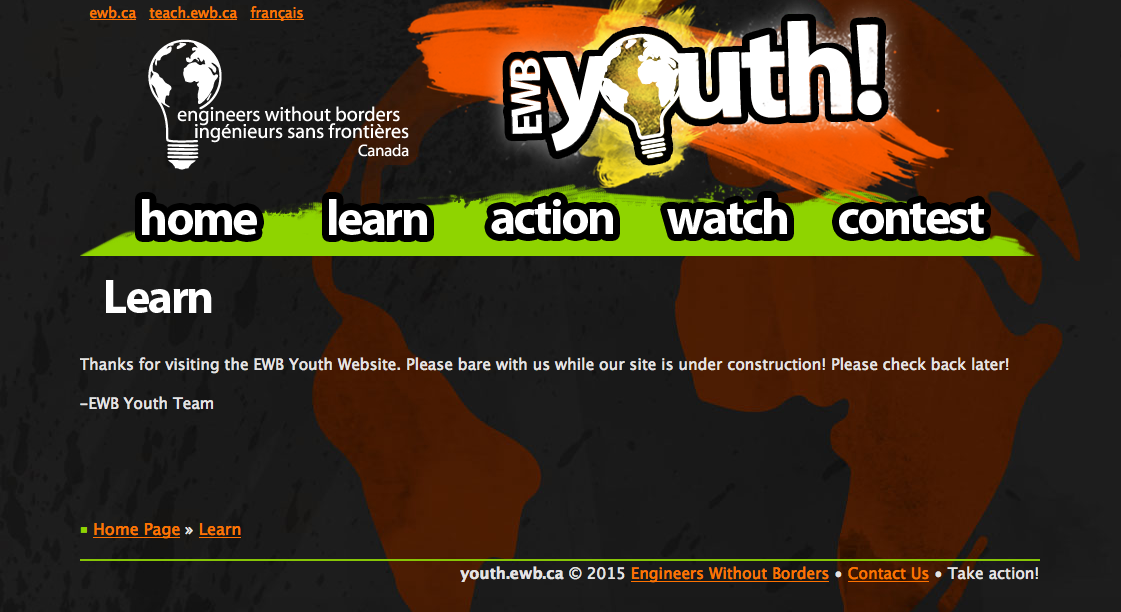 ewb.ca teach.ewb.ca français
EWB youth!
engineers without borders
ingénieurs sans frontières
Canada
home learn action watch contest
Learn
Thanks for visiting the EWB Youth Website. Please bare with us while our site is under construction! Please check back later!
–EWB Youth Team
Home Page » Learn
youth.ewb.ca © 2015 Engineers Without Borders • Contact Us • Take action!